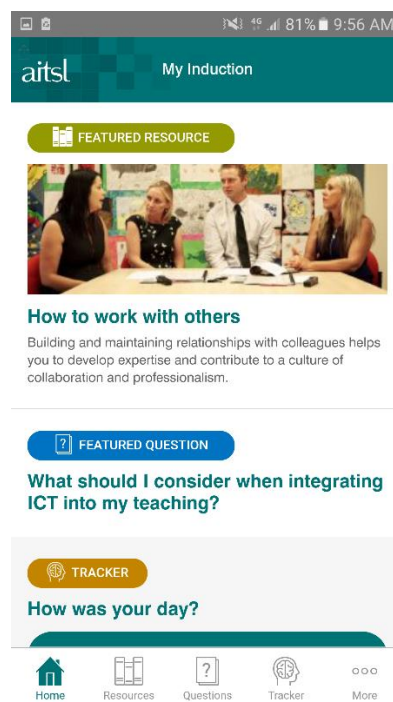 4G 81% 9:56 AM
aitsl My Induction
FEATURED RESOURCE
How to work with others
Building and maintaining relationships with colleagues helps
you to develop expertise and contribute to a culture of
collaboration and professionalism.
? FEATURED QUESTION
What should I consider when integrating
ICT into my teaching?
TRACKER
How was your day?
?
Home Resources Questions Tracker More